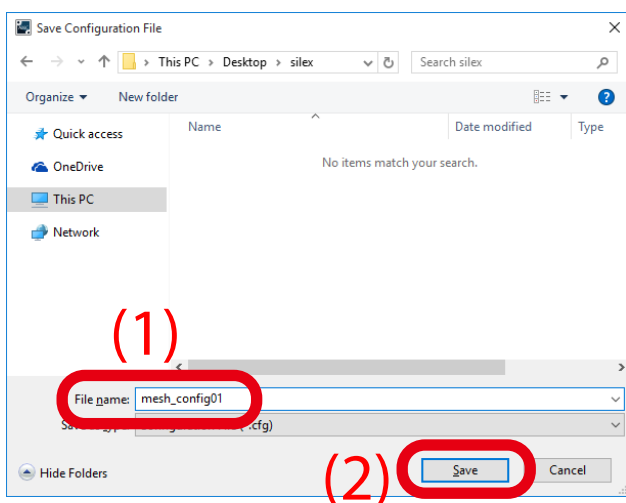 Save Configuration File
This PC > Desktop > silex
Search silex
Organize
New folder
Name
Date modified
Type
Quick access
OneDrive
This PC
Network
No items match your search.
(1)
File name: mesh_config01
.cfg)
Hide Folders
(2)
Save
Cancel